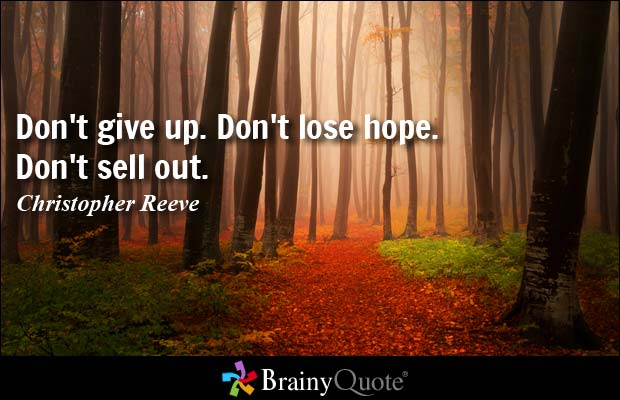 Don't give up. Don't lose hope.
Don't sell out.
Christopher Reeve
BrainyQuote®